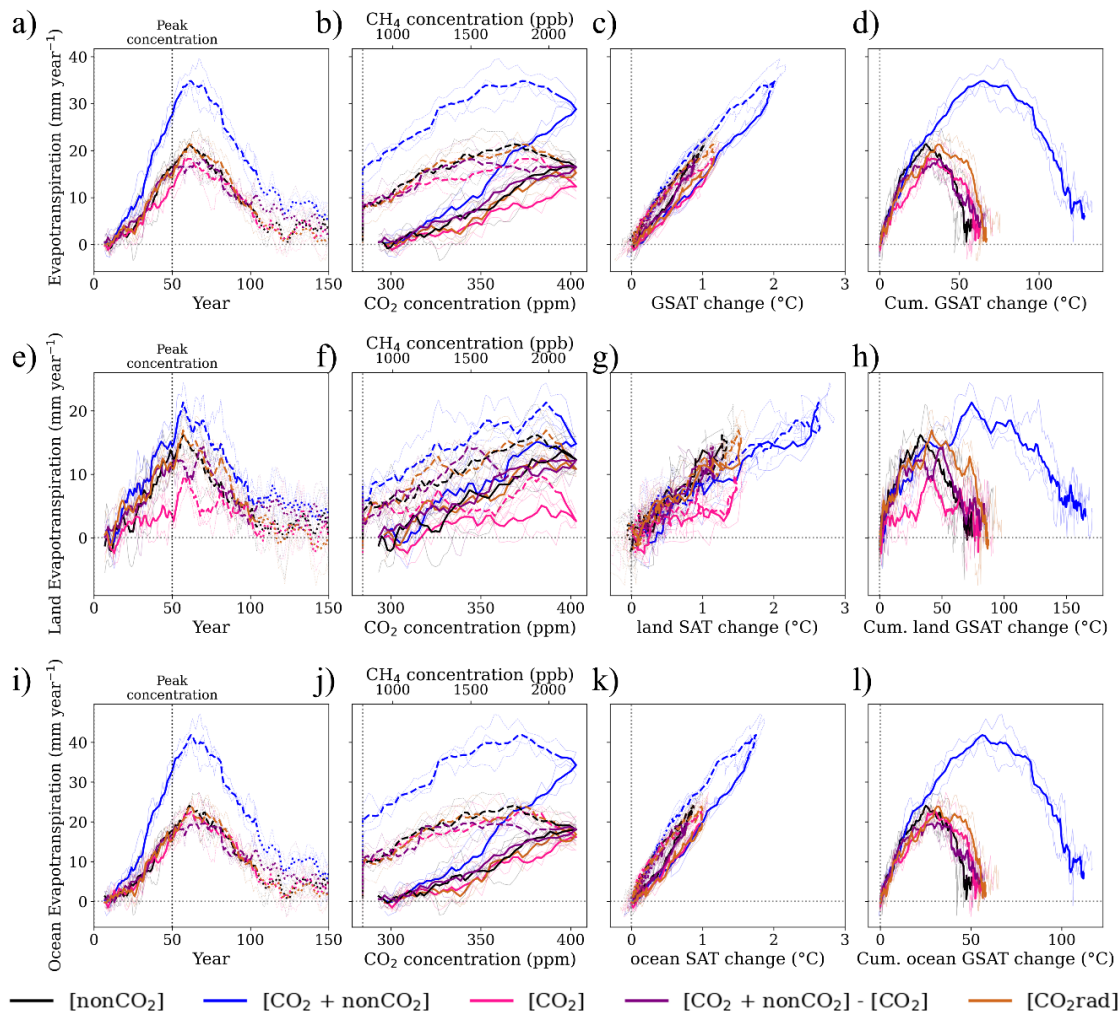 a) b) c) d)
Peak
concentration
CH₄ concentration (ppb)
1000 1500 2000
Evapotranspiration (mm year⁻¹)
40
30
20
10
0
0 50 100 150
300 350 400
0 1 2 3
0 50 100
Year
CO₂ concentration (ppm)
GSAT change (°C)
Cum. GSAT change (°C)
e) f) g) h)
Peak
concentration
CH₄ concentration (ppb)
1000 1500 2000
Land Evapotranspiration (mm year⁻¹)
20
10
0
0 50 100 150
300 350 400
0 1 2 3
0 50 100 150
Year
CO₂ concentration (ppm)
land SAT change (°C)
Cum. land GSAT change (°C)
i) j) k) l)
Peak
concentration
CH₄ concentration (ppb)
1000 1500 2000
Ocean Evapotranspiration (mm year⁻¹)
40
30
20
10
0
0 50 100 150
300 350 400
0 1 2 3
0 50 100
Year
CO₂ concentration (ppm)
ocean SAT change (°C)
Cum. ocean GSAT change (°C)
[nonCO₂] [CO₂ + nonCO₂] [CO₂] [CO₂ + nonCO₂] - [CO₂] [CO₂rad]